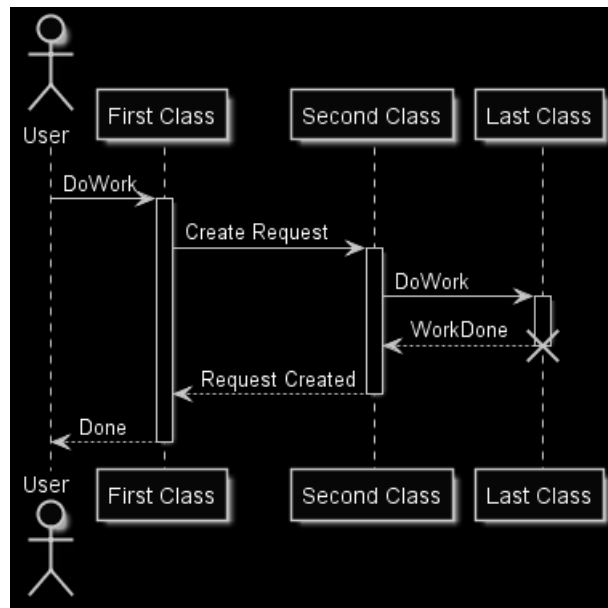 User
First Class
Second Class
Last Class
DoWork
Create Request
DoWork
WorkDone
Request Created
Done
User
First Class
Second Class
Last Class